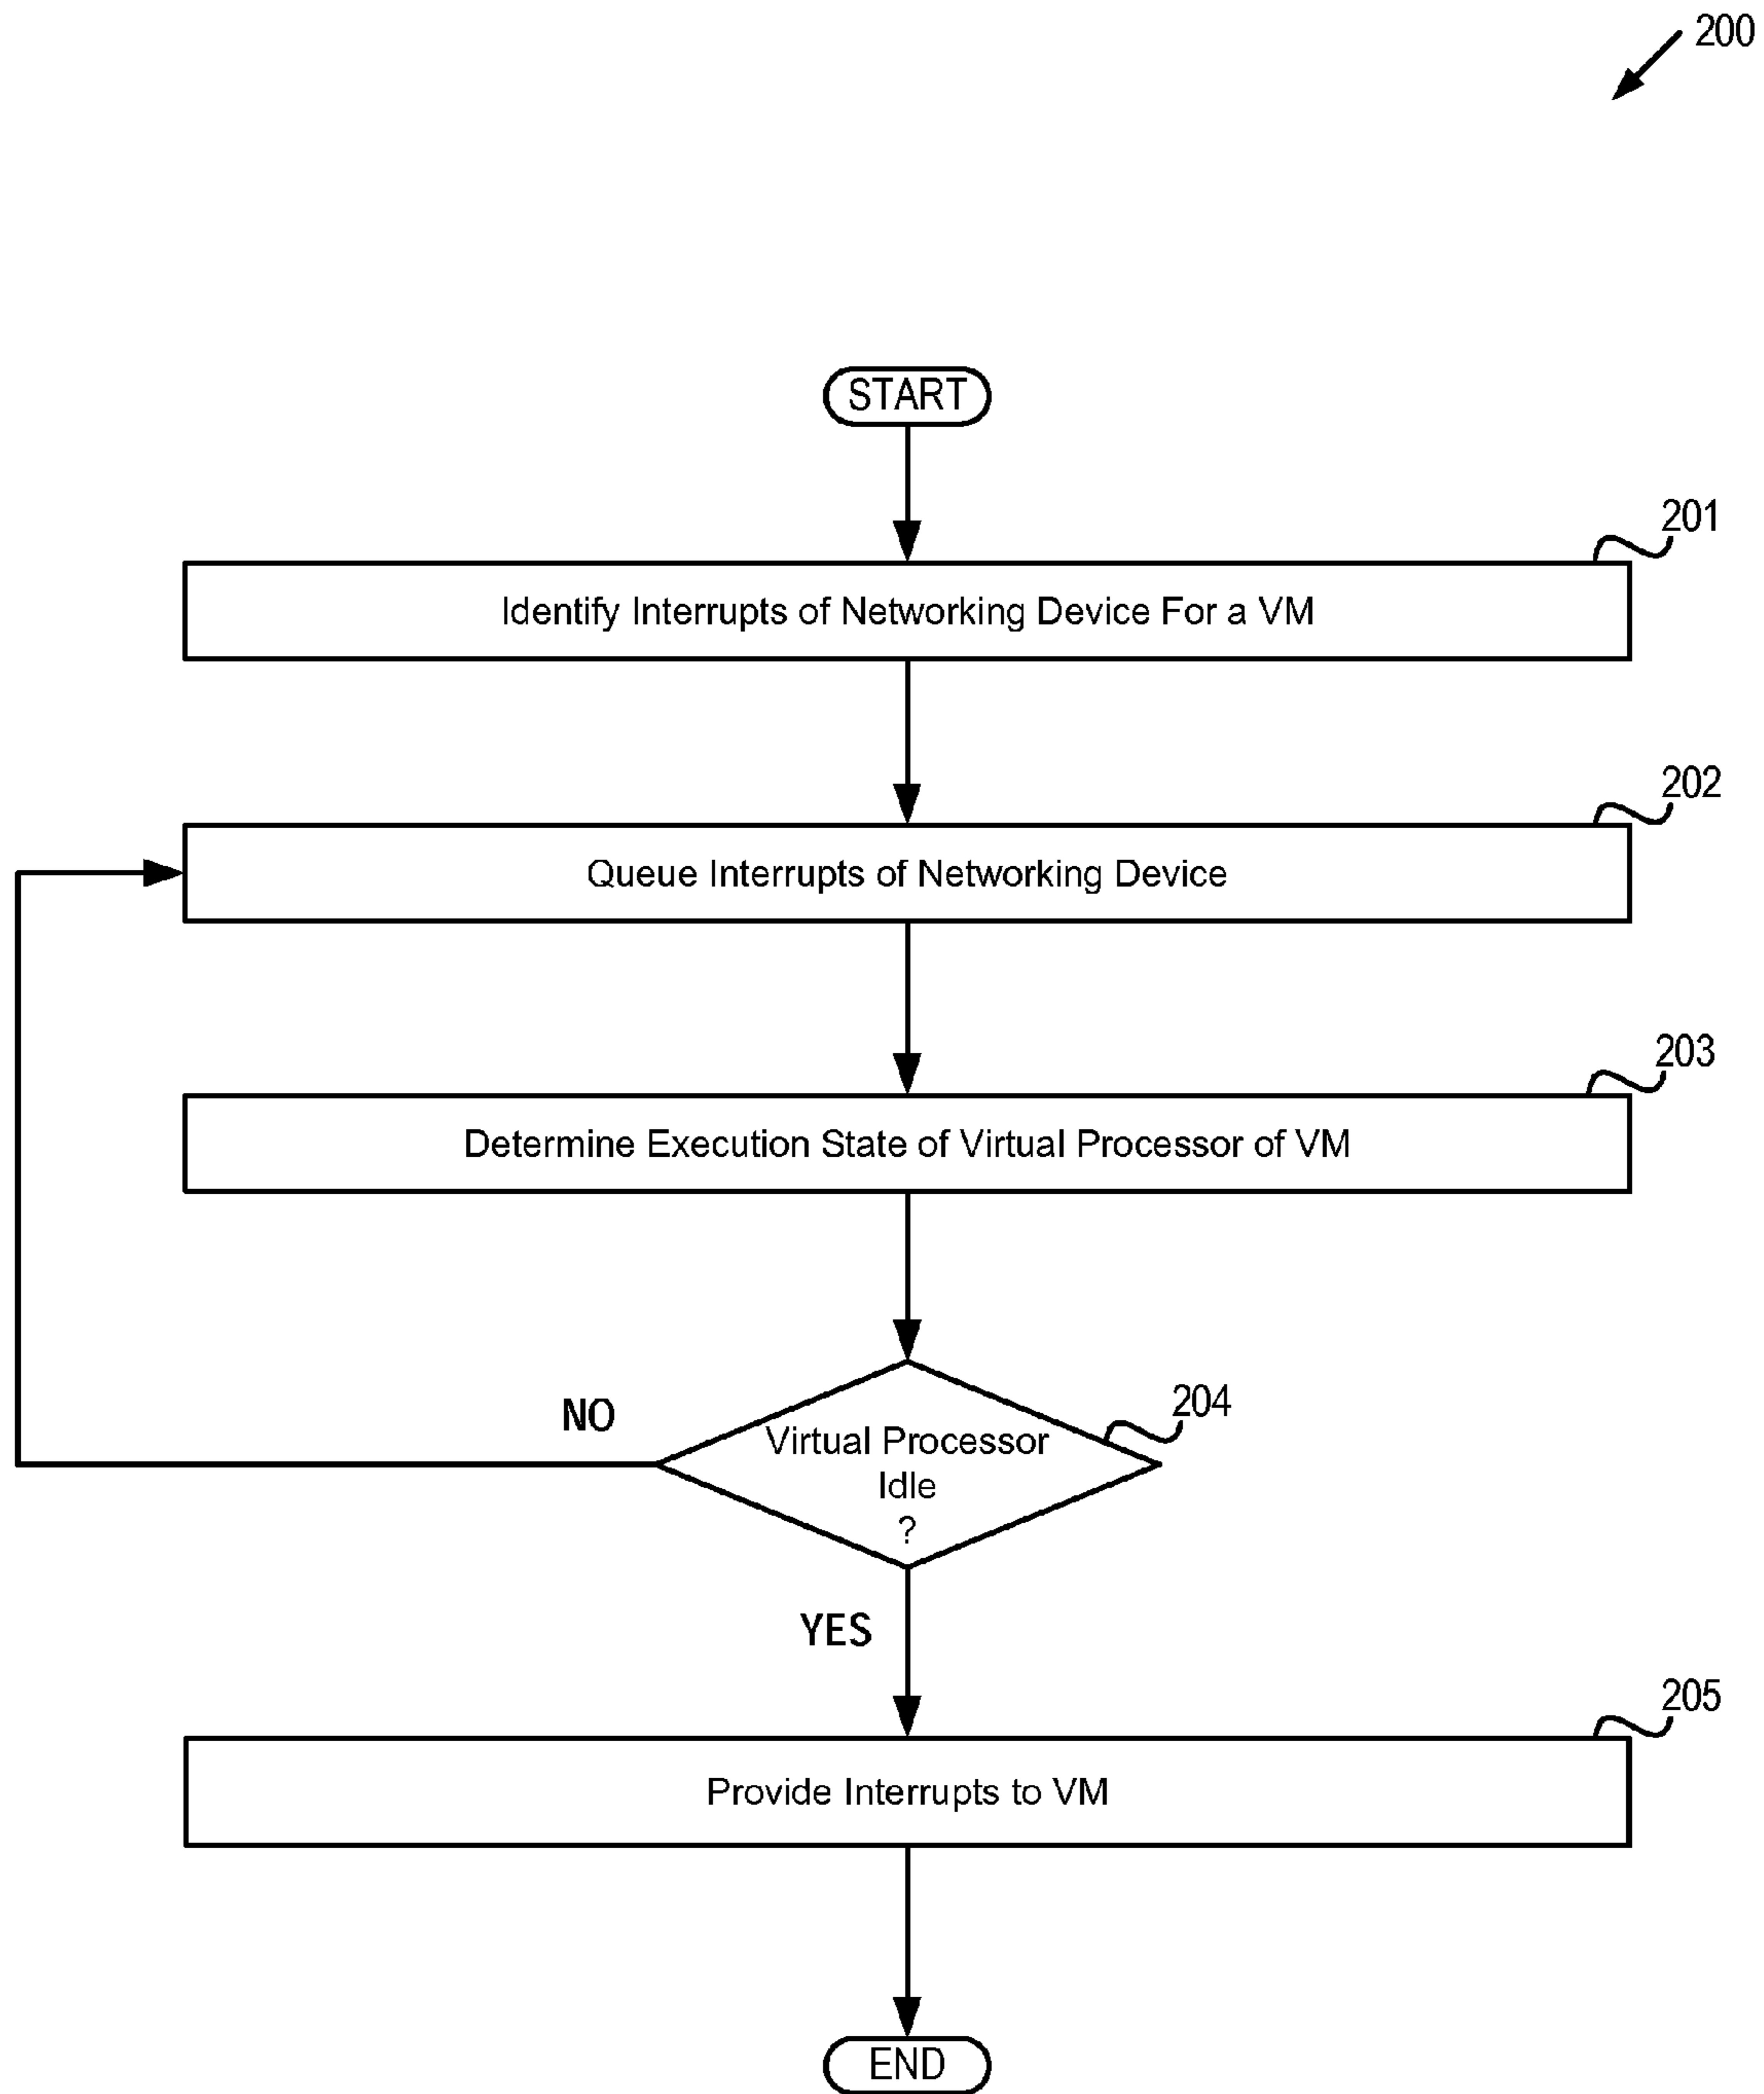 200
START
201
Identify Interrupts of Networking Device For a VM
202
Queue Interrupts of Networking Device
203
Determine Execution State of Virtual Processor of VM
204
NO
Virtual Processor
Idle
?
YES
205
Provide Interrupts to VM
END